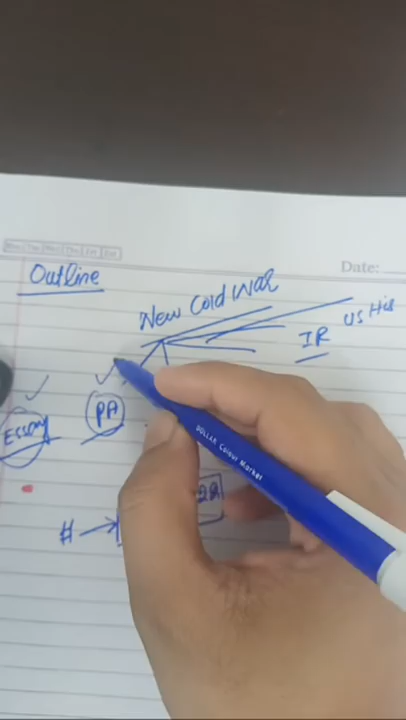 Outline
Date:
New Cold War
US His
IR
PA
Essay
DOLLAR Colour Marker
#